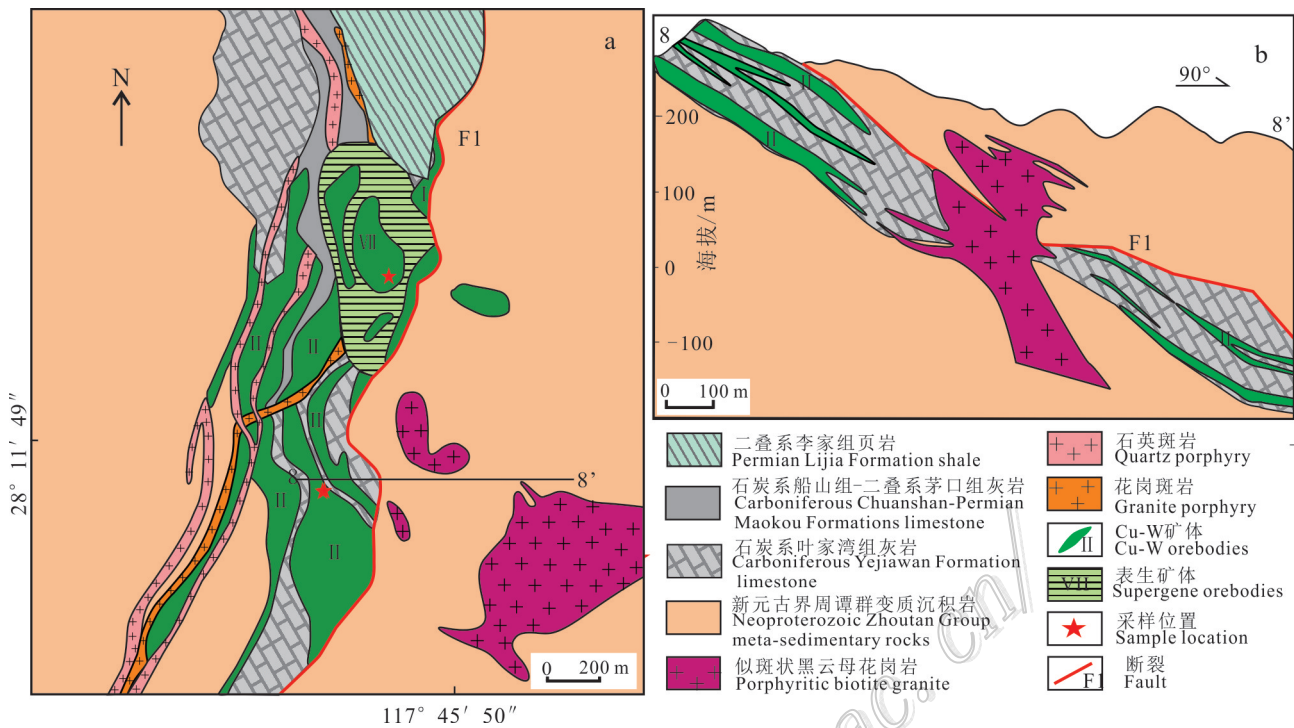 a
N
F1
I
VII
II
II
II
II
II
8
8'
28° 11′ 49″
117° 45′ 50″
0 200 m
b
8
90°
8'
II
II
II
F1
海拔/m
200
100
0
-100
0 100 m
二叠系李家组页岩
Permian Lijia Formation shale
石炭系船山组-二叠系茅口组灰岩
Carboniferous Chuanshan-Permian
Maokou Formations limestone
石炭系叶家湾组灰岩
Carboniferous Yejiawan Formation
limestone
新元古界周潭群变质沉积岩
Neoproterozoic Zhoutan Group
meta-sedimentary rocks
似斑状黑云母花岗岩
Porphyritic biotite granite
石英斑岩
Quartz porphyry
花岗斑岩
Granite porphyry
II
Cu-W矿体
Cu-W orebodies
VII
表生矿体
Supergene orebodies
采样位置
Sample location
F1
断裂
Fault
ac.cn/